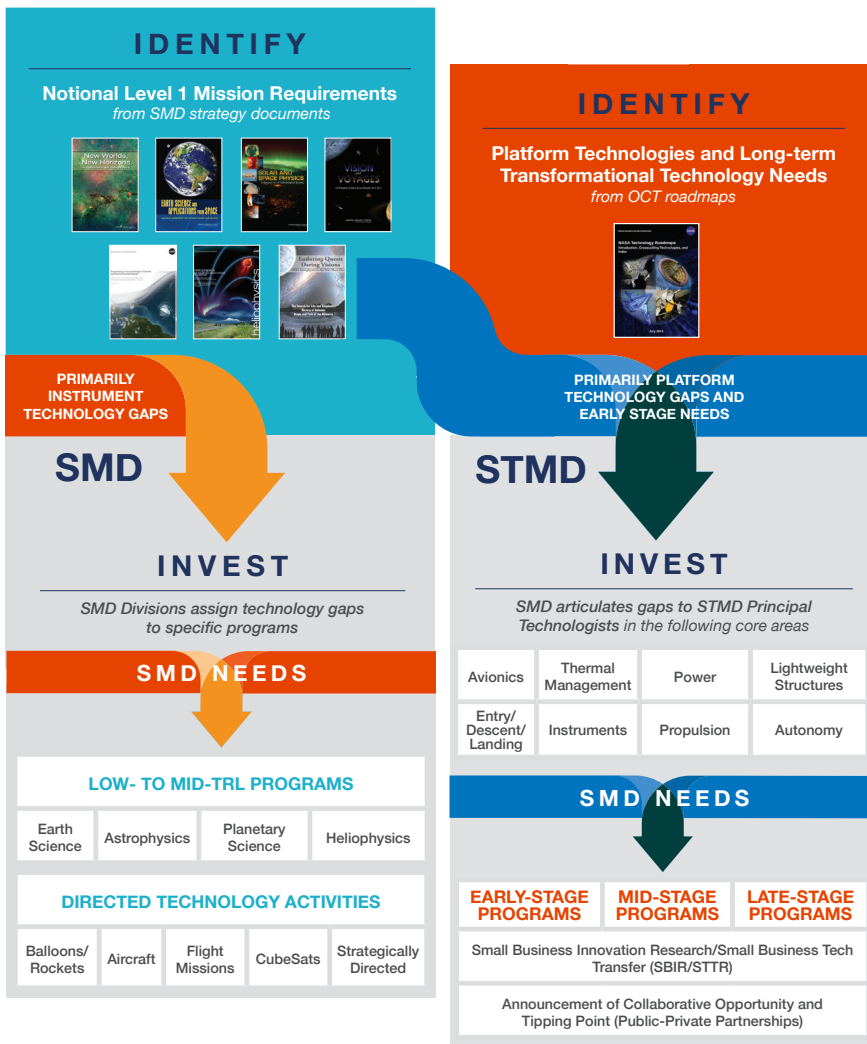 IDENTIFY
Notional Level 1 Mission Requirements
from SMD strategy documents
New Worlds,
New Horizons
EARTH SCIENCE AND
APPLICATIONS FROM SPACE
SOLAR AND
SPACE PHYSICS
VISION
VOYAGES
heliophysics
Enduring Quests
Daring Visions
PRIMARILY
INSTRUMENT
TECHNOLOGY GAPS
SMD
INVEST
SMD Divisions assign technology gaps
to specific programs
SMD NEEDS
LOW- TO MID-TRL PROGRAMS
Earth
Science
Astrophysics
Planetary
Science
Heliophysics
DIRECTED TECHNOLOGY ACTIVITIES
Balloons/
Rockets
Aircraft
Flight
Missions
CubeSats
Strategically
Directed
IDENTIFY
Platform Technologies and Long-term
Transformational Technology Needs
from OCT roadmaps
NASA Technology Roadmaps
Introduction, Crosscutting Technologies, and
Index
July 2015
PRIMARILY PLATFORM
TECHNOLOGY GAPS AND
EARLY STAGE NEEDS
STMD
INVEST
SMD articulates gaps to STMD Principal
Technologists in the following core areas
Avionics
Thermal
Management
Power
Lightweight
Structures
Entry/
Descent/
Landing
Instruments
Propulsion
Autonomy
SMD NEEDS
EARLY-STAGE
PROGRAMS
MID-STAGE
PROGRAMS
LATE-STAGE
PROGRAMS
Small Business Innovation Research/Small Business Tech
Transfer (SBIR/STTR)
Announcement of Collaborative Opportunity and
Tipping Point (Public-Private Partnerships)